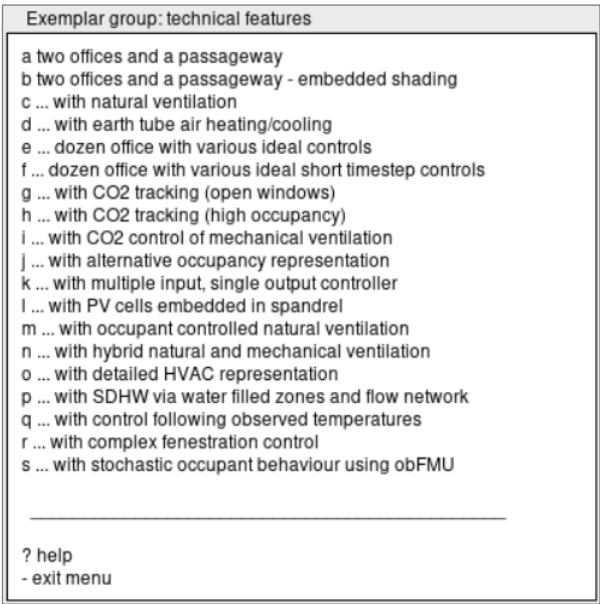 Exemplar group: technical features
a two offices and a passageway
b two offices and a passageway - embedded shading
c ... with natural ventilation
d ... with earth tube air heating/cooling
e ... dozen office with various ideal controls
f ... dozen office with various ideal short timestep controls
g ... with CO2 tracking (open windows)
h ... with CO2 tracking (high occupancy)
i ... with CO2 control of mechanical ventilation
j ... with alternative occupancy representation
k ... with multiple input, single output controller
l ... with PV cells embedded in spandrel
m ... with occupant controlled natural ventilation
n ... with hybrid natural and mechanical ventilation
o ... with detailed HVAC representation
p ... with SDHW via water filled zones and flow network
q ... with control following observed temperatures
r ... with complex fenestration control
s ... with stochastic occupant behaviour using obFMU
? help
- exit menu